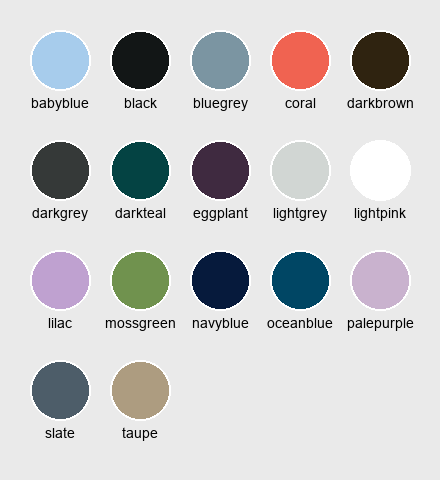 babyblue black bluegrey coral darkbrown
darkgrey darkteal eggplant lightgrey lightpink
lilac mossgreen navyblue oceanblue palepurple
slate taupe